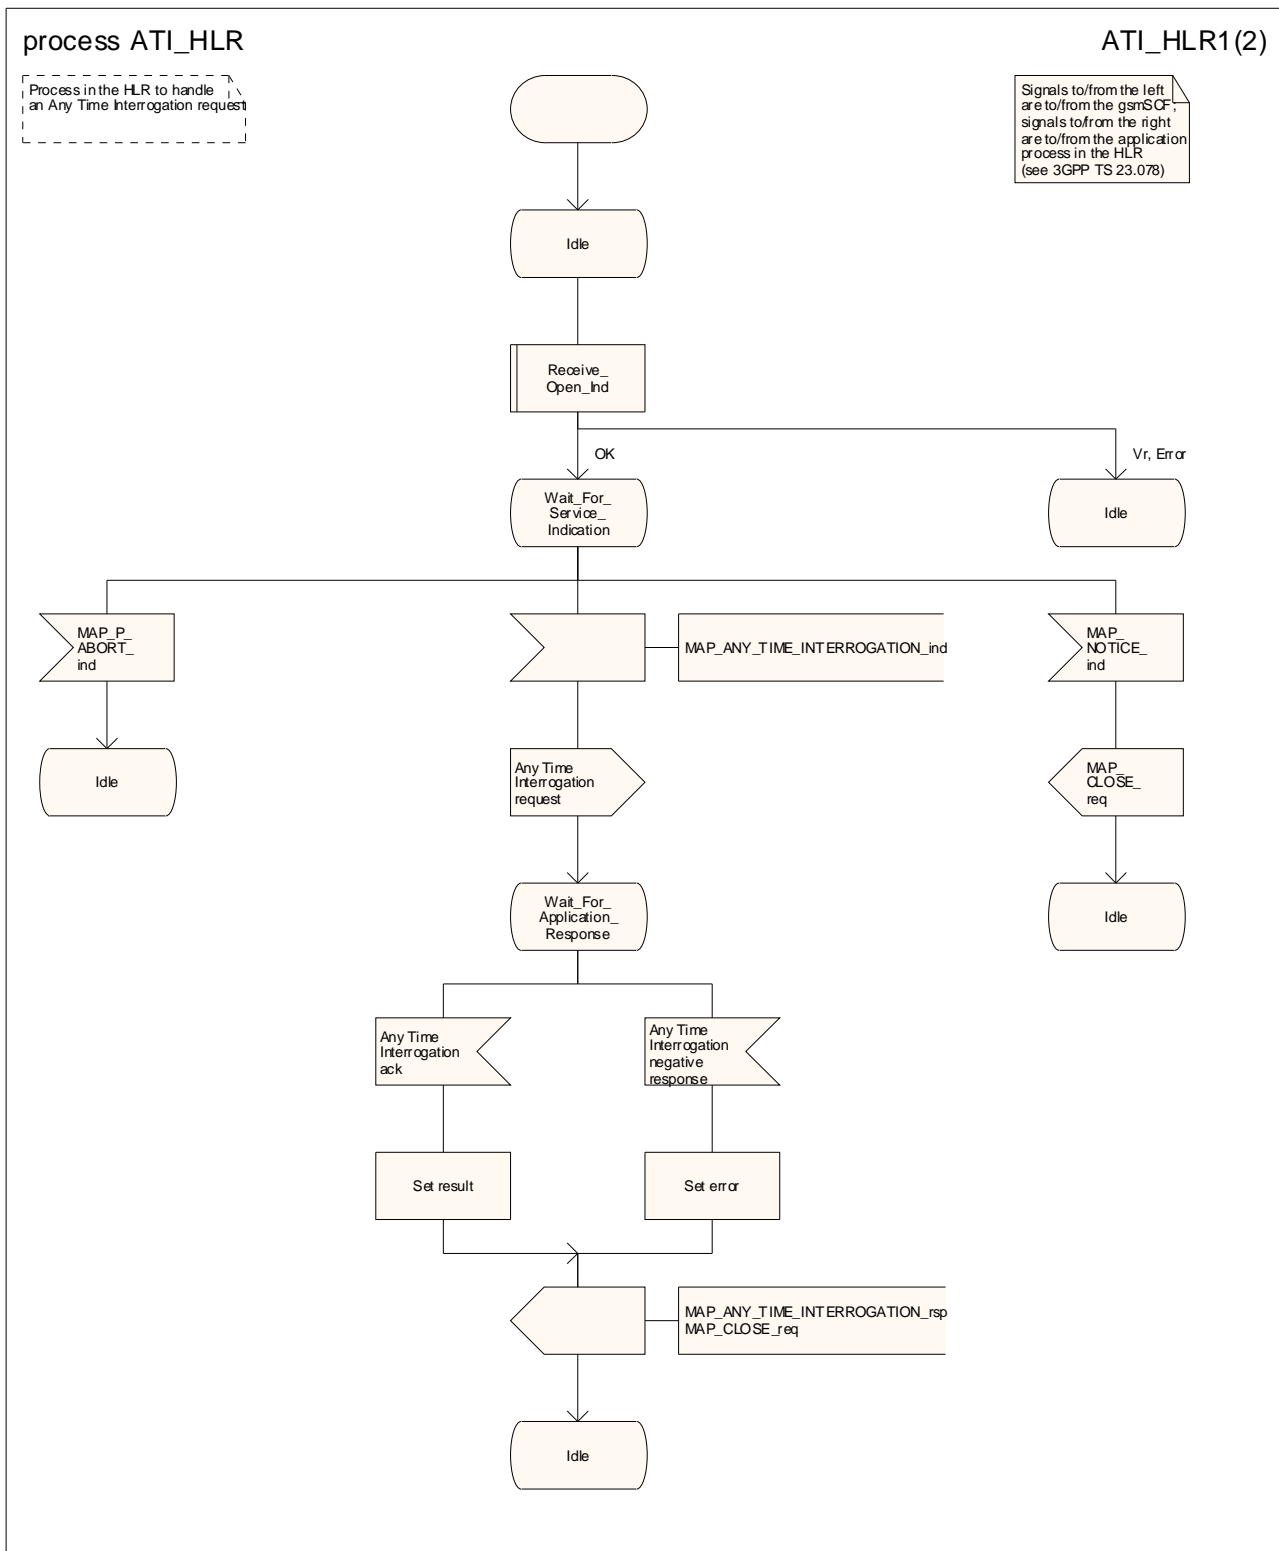 process ATI_HLR
ATI_HLR1(2)
Process in the HLR to handle
an Any Time Interrogation request
Signals to/from the left
are to/from the gsmSCF;
signals to/from the right
are to/from the application
process in the HLR
(see 3GPP TS 23.078)
Idle
Receive_
Open_Ind
OK
Vr, Error
Wait_For_
Service_
Indication
Idle
MAP_P_
ABORT_
ind
MAP_ANY_TIME_INTERROGATION_ind
MAP_
NOTICE_
ind
Idle
Any Time
Interrogation
request
MAP_
CLOSE_
req
Wait_For_
Application_
Response
Idle
Any Time
Interrogation
ack
Any Time
Interrogation
negative
response
Set result
Set error
MAP_ANY_TIME_INTERROGATION_rsp
MAP_CLOSE_req
Idle